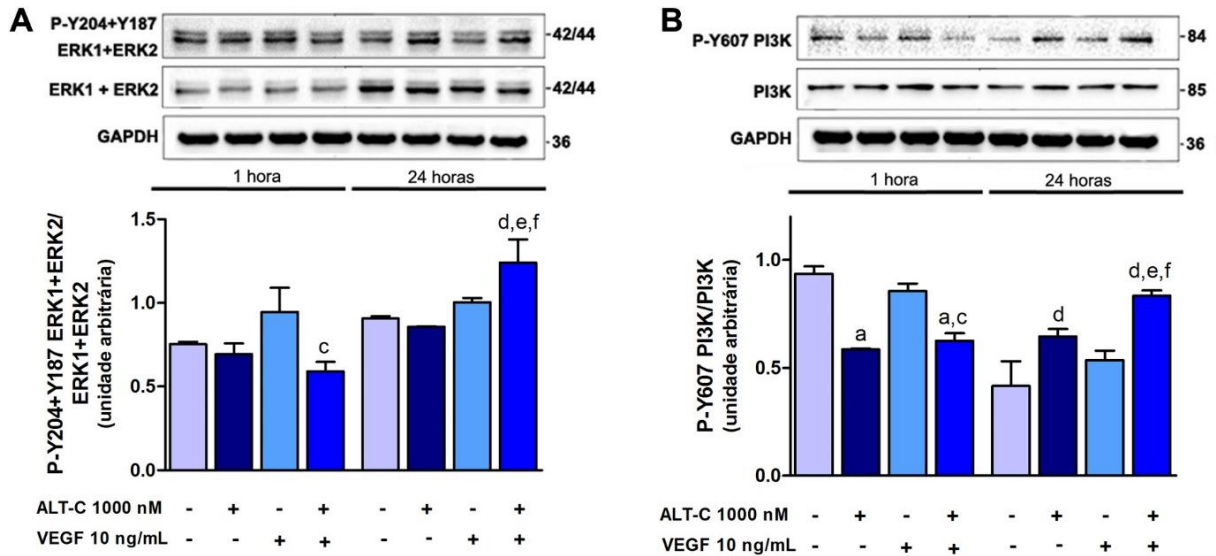 A
P-Y204+Y187
ERK1+ERK2
-42/44
ERK1 + ERK2
-42/44
GAPDH
-36
1 hora
24 horas
P-Y204+Y187 ERK1+ERK2/
ERK1+ERK2
(unidade arbitrária)
1.5
1.0
0.5
0.0
c
d,e,f
ALT-C 1000 nM - + - + - + - +
VEGF 10 ng/mL - - + + - - + +
B
P-Y607 PI3K
-84
PI3K
-85
GAPDH
-36
1 hora
24 horas
P-Y607 PI3K/PI3K
(unidade arbitrária)
1.0
0.5
0.0
a
a,c
d
d,e,f
ALT-C 1000 nM - + - + - + - +
VEGF 10 ng/mL - - + + - - + +